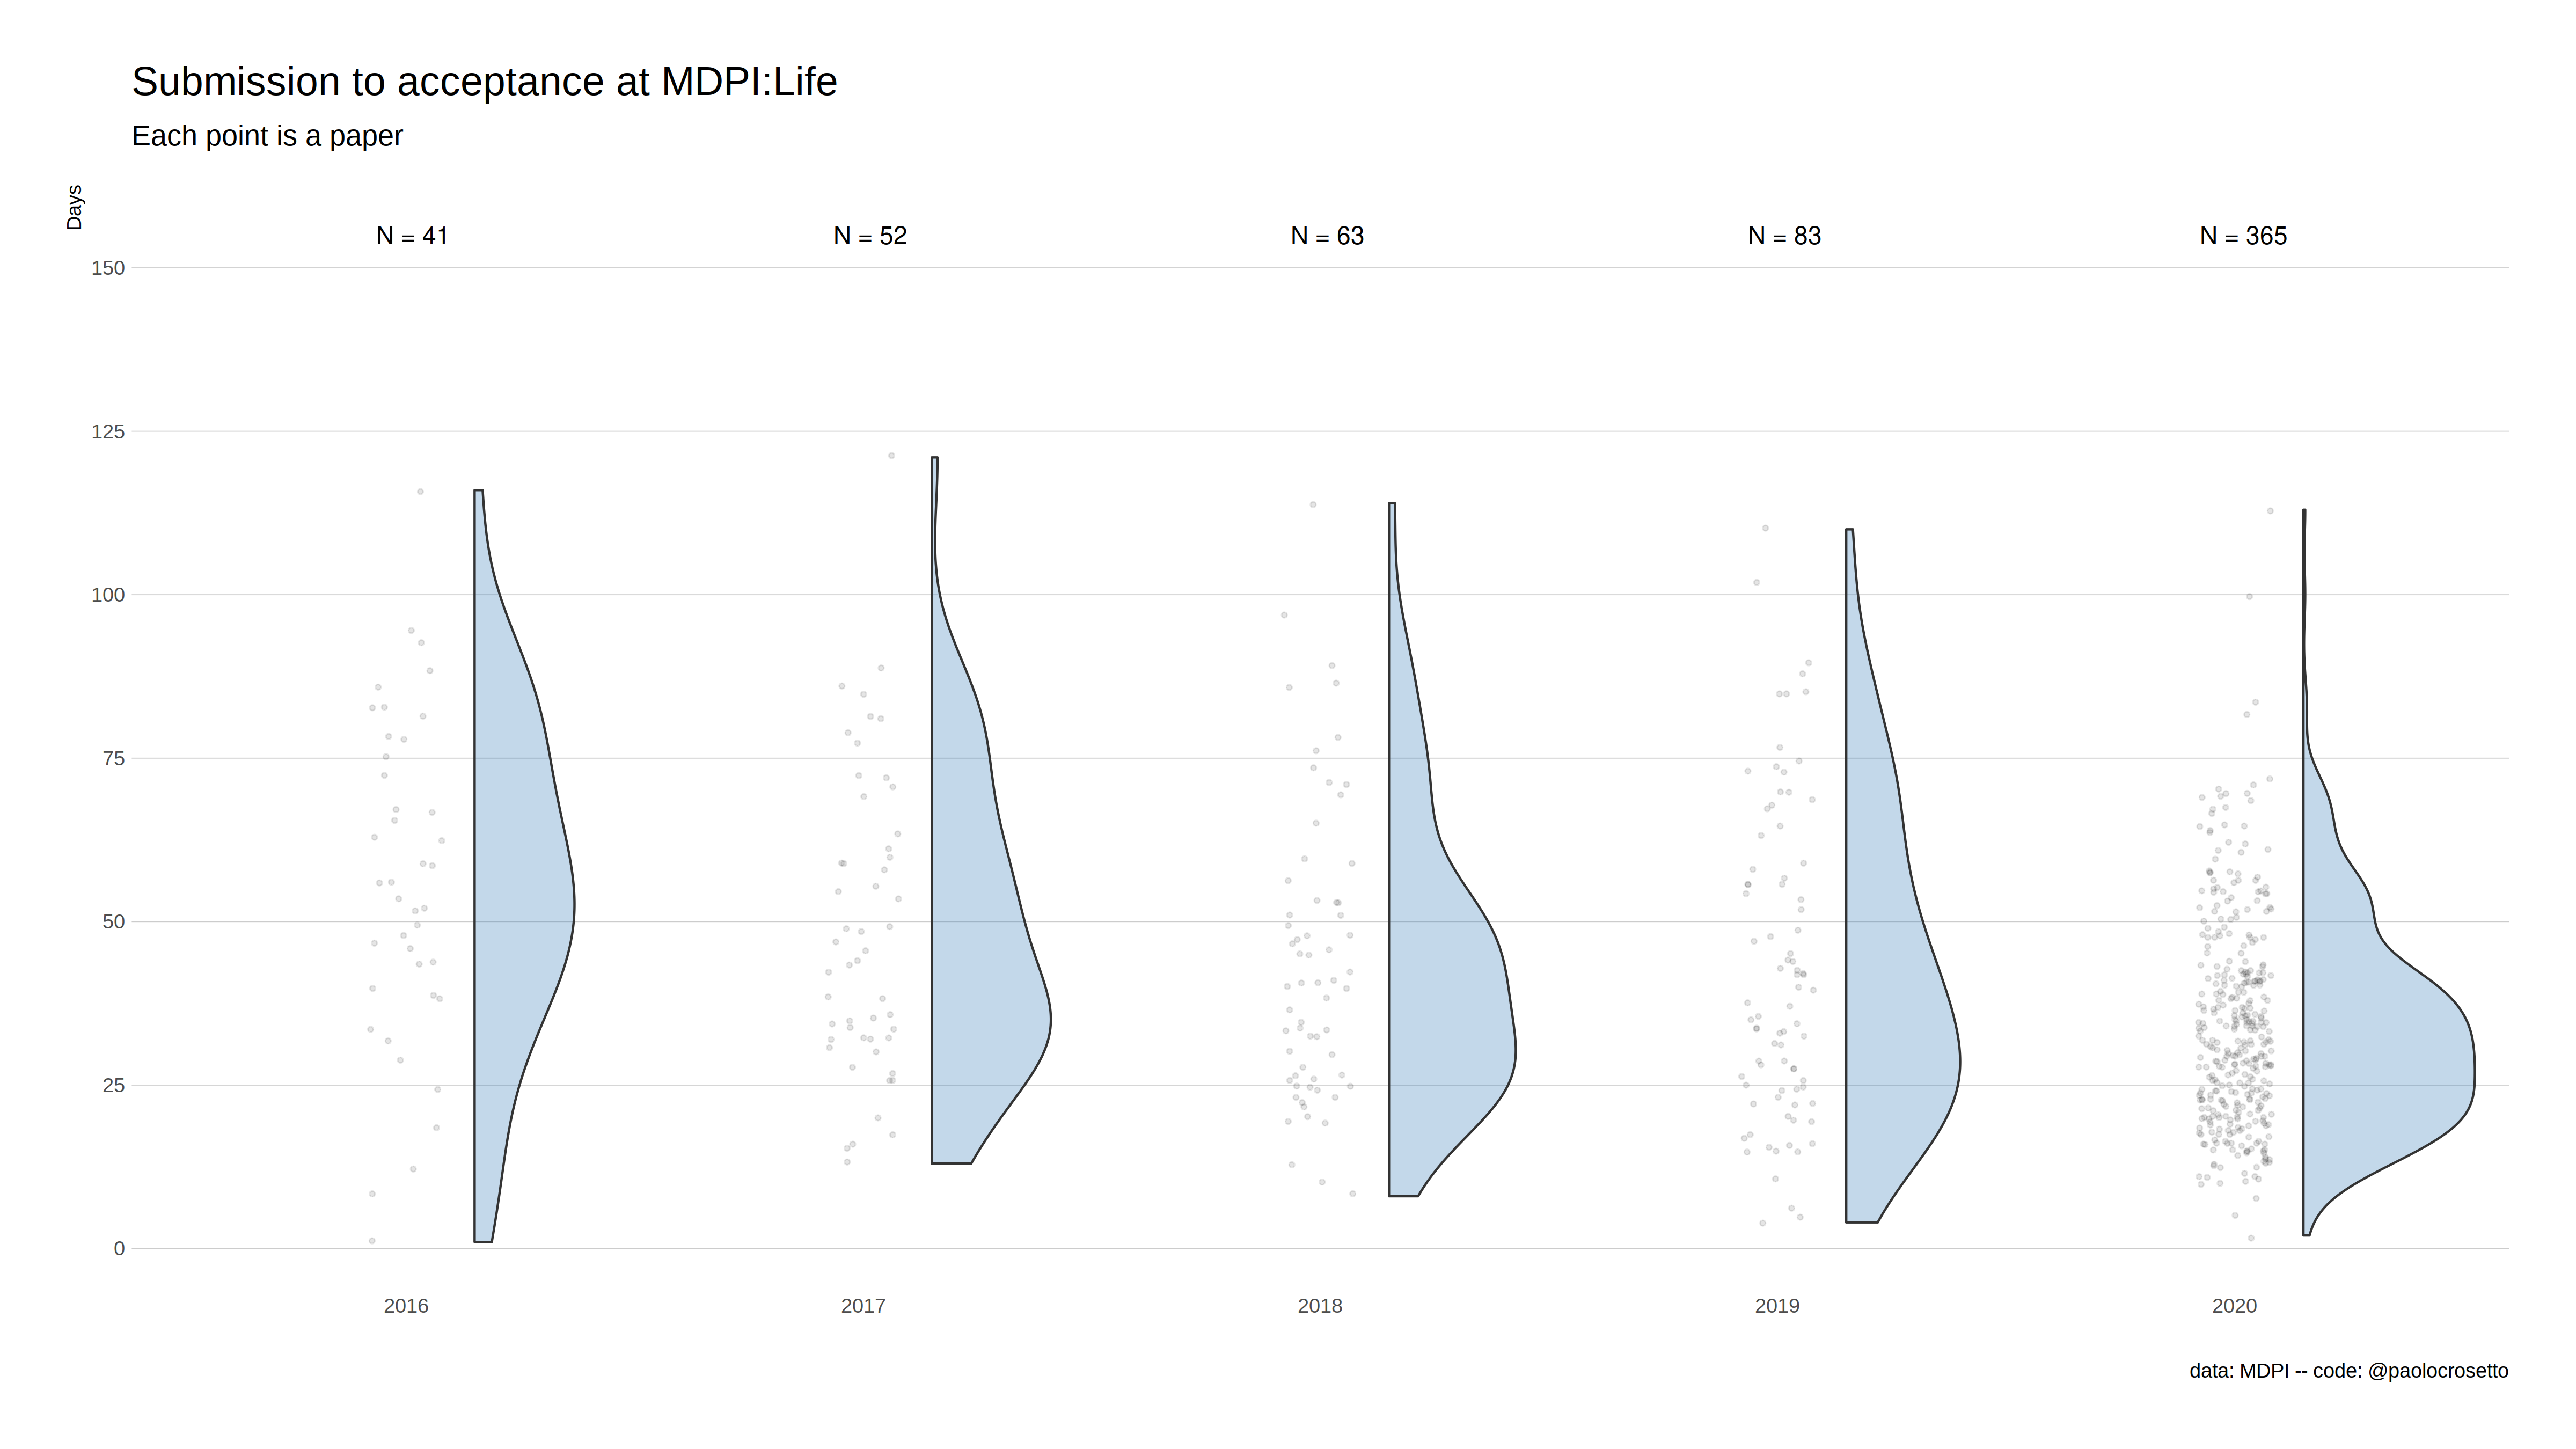 Submission to acceptance at MDPI:Life
Each point is a paper
Days
N = 41 N = 52 N = 63 N = 83 N = 365
150
125
100
75
50
25
0
2016 2017 2018 2019 2020
data: MDPI -- code: @paolocrosetto